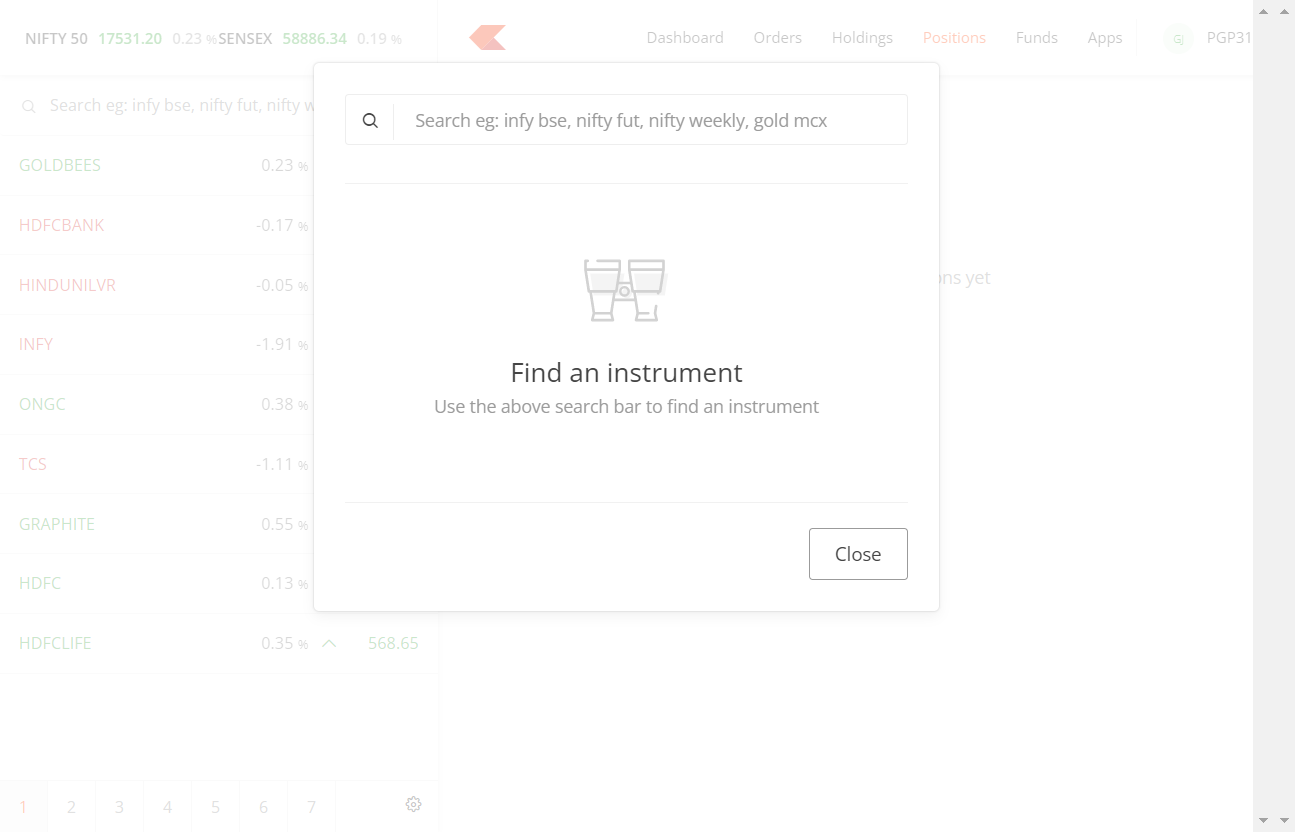 NIFTY 50 17531.20 0.23 % SENSEX 58886.34 0.19 %
Dashboard Orders Holdings Positions Funds Apps Gj PGP31
Search eg: infy bse, nifty fut, nifty w
Search eg: infy bse, nifty fut, nifty weekly, gold mcx
GOLDBEES 0.23 %
HDFCBANK -0.17 %
HINDUNILVR -0.05 %
ons yet
INFY -1.91 %
Find an instrument
Use the above search bar to find an instrument
ONGC 0.38 %
TCS -1.11 %
GRAPHITE 0.55 %
Close
HDFC 0.13 %
HDFCLIFE 0.35 % 568.65
1 2 3 4 5 6 7